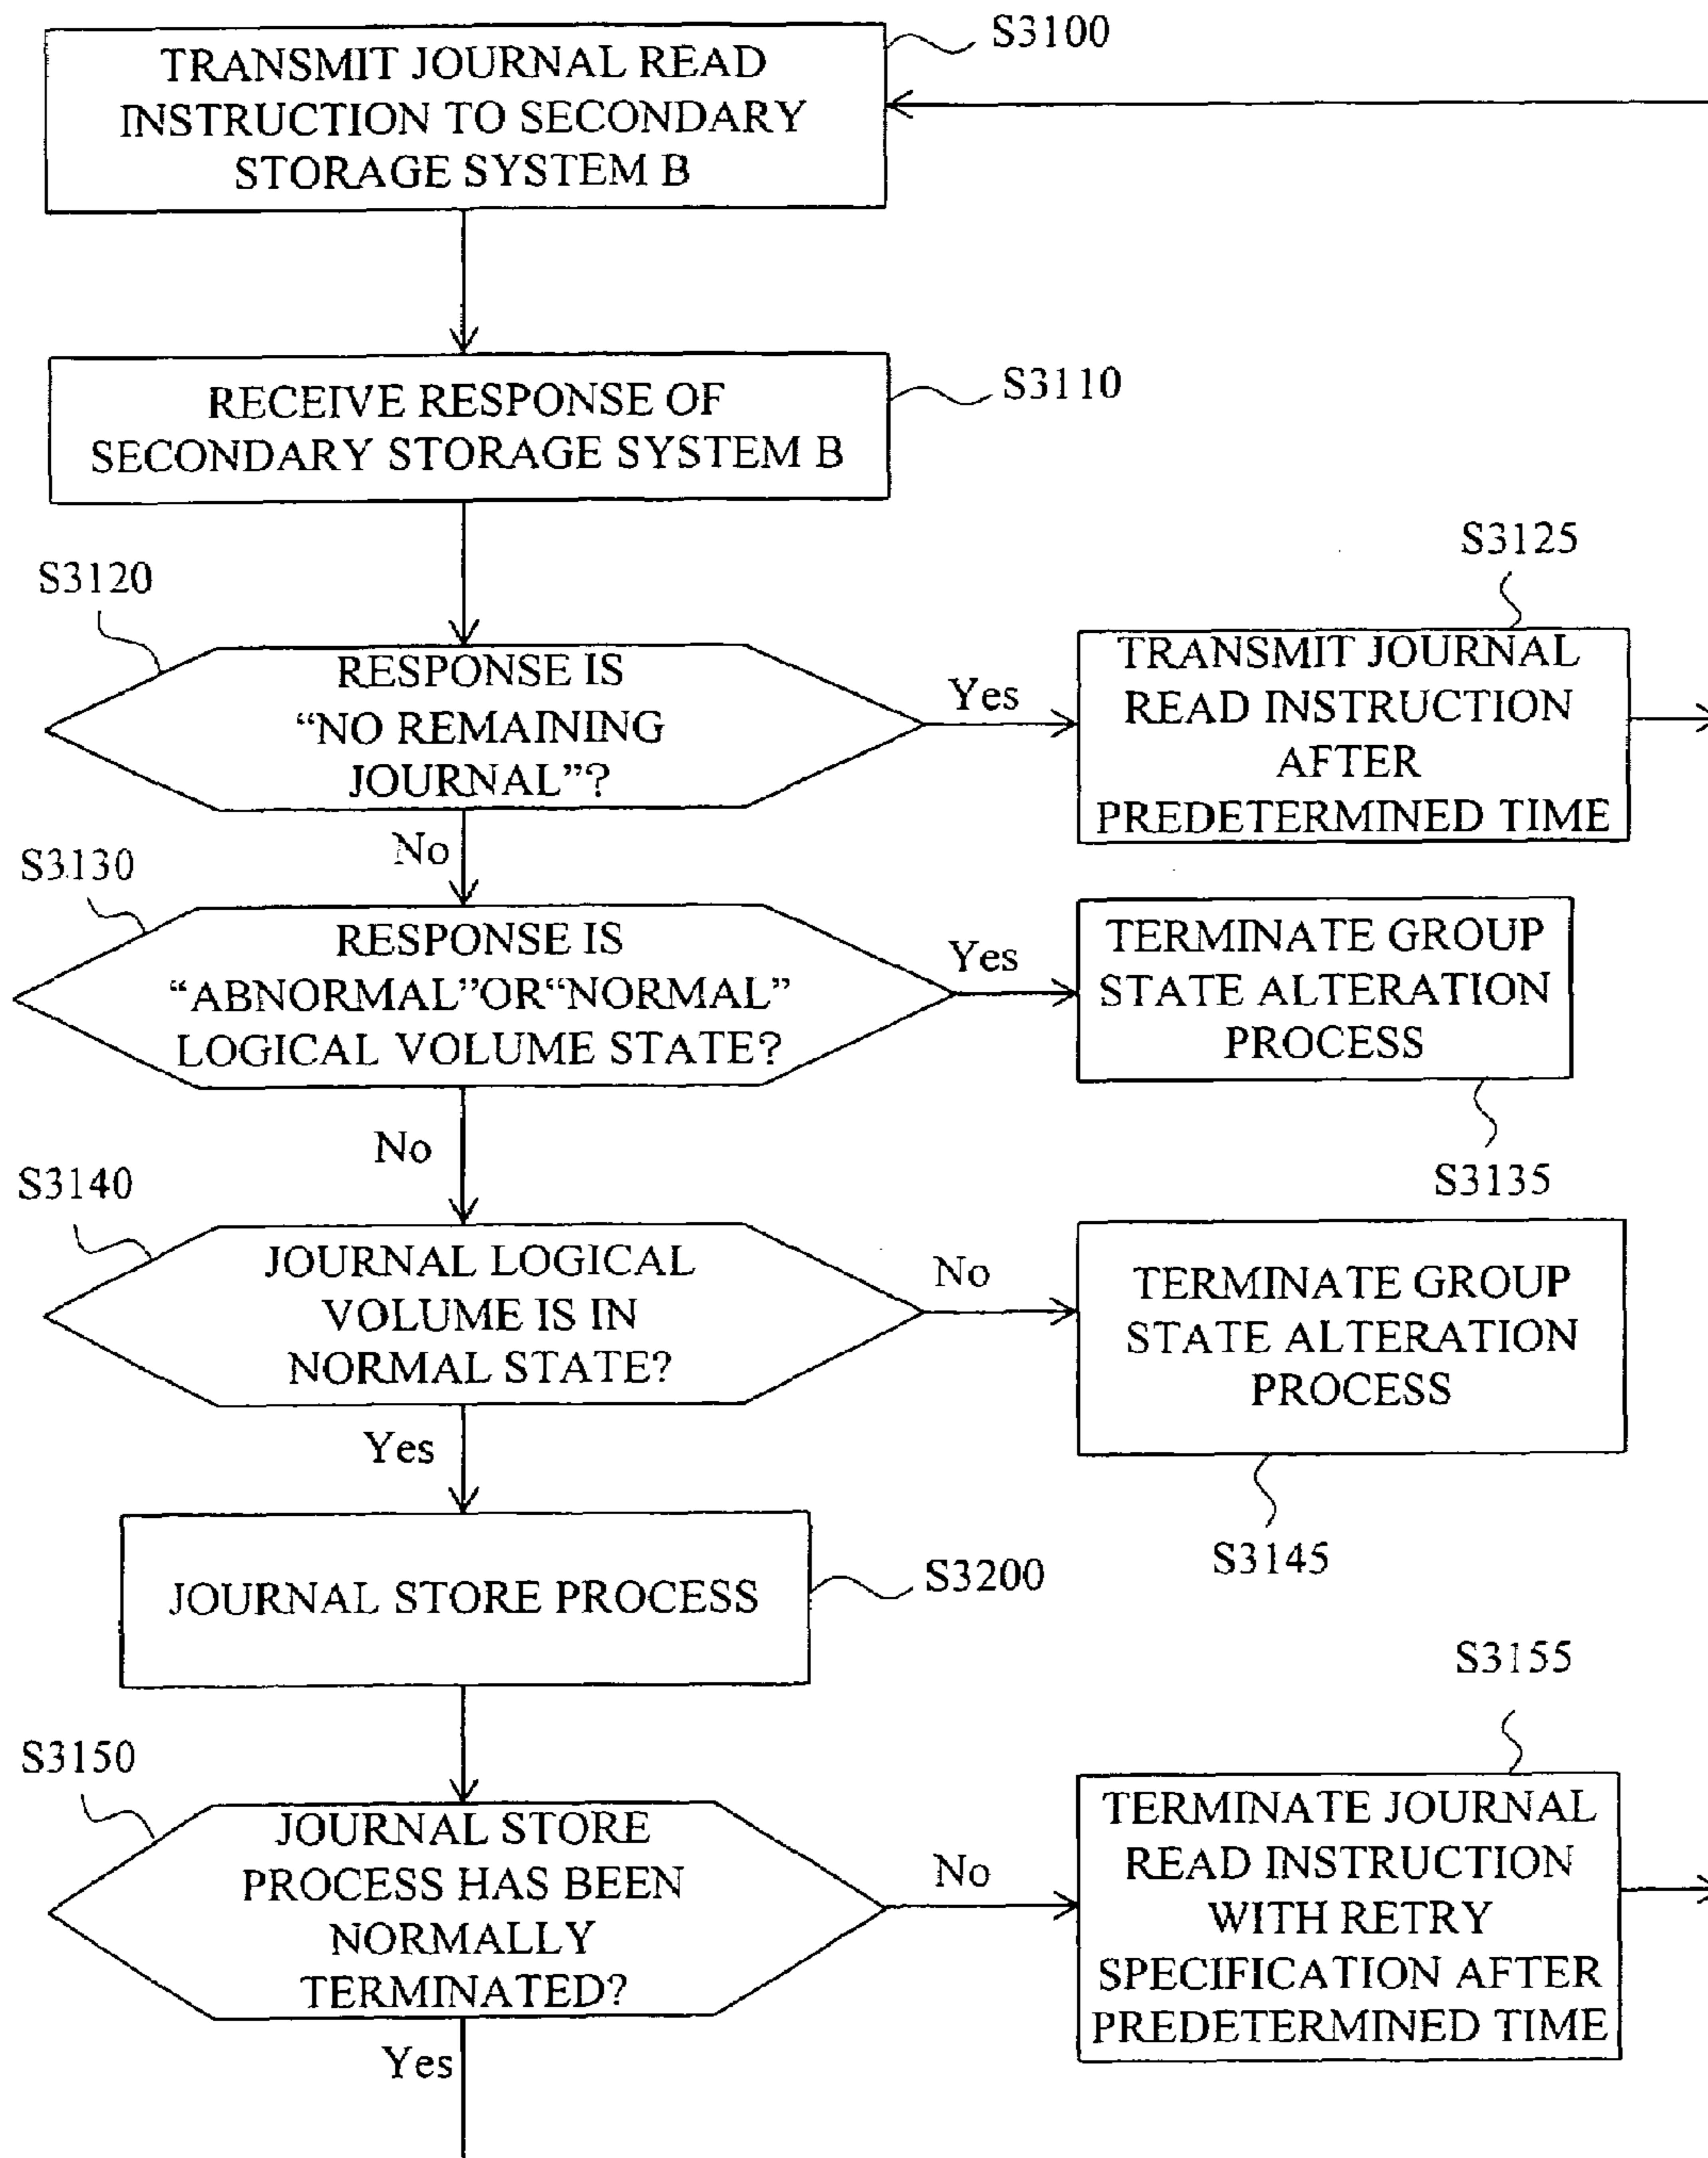 S3100
TRANSMIT JOURNAL READ
INSTRUCTION TO SECONDARY
STORAGE SYSTEM B
S3110
RECEIVE RESPONSE OF
SECONDARY STORAGE SYSTEM B
S3120
RESPONSE IS
“NO REMAINING
JOURNAL”?
Yes
S3125
TRANSMIT JOURNAL
READ INSTRUCTION
AFTER
PREDETERMINED TIME
No
S3130
RESPONSE IS
“ABNORMAL”OR“NORMAL”
LOGICAL VOLUME STATE?
Yes
TERMINATE GROUP
STATE ALTERATION
PROCESS
S3135
No
S3140
JOURNAL LOGICAL
VOLUME IS IN
NORMAL STATE?
No
TERMINATE GROUP
STATE ALTERATION
PROCESS
S3145
Yes
JOURNAL STORE PROCESS
S3200
S3150
JOURNAL STORE
PROCESS HAS BEEN
NORMALLY
TERMINATED?
No
S3155
TERMINATE JOURNAL
READ INSTRUCTION
WITH RETRY
SPECIFICATION AFTER
PREDETERMINED TIME
Yes